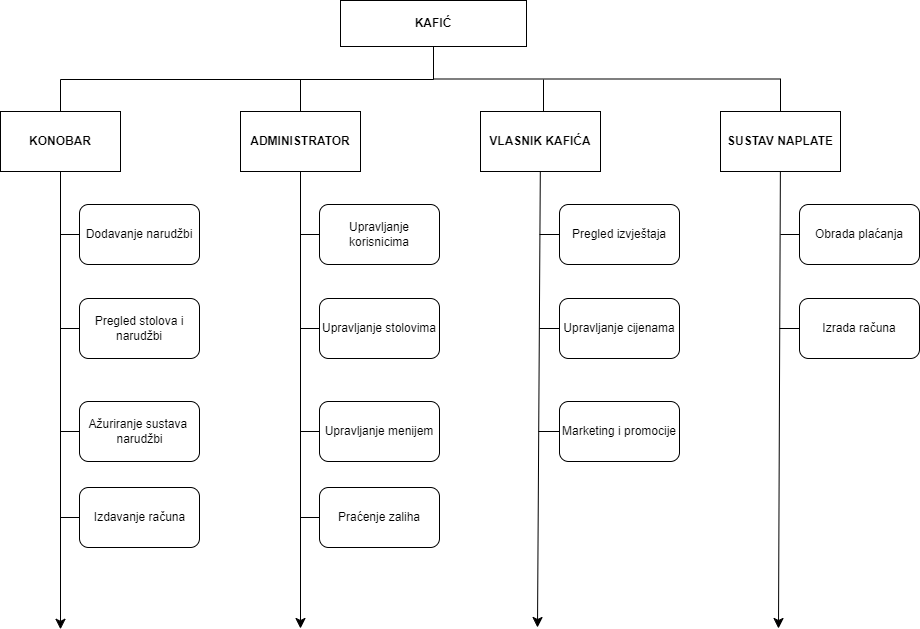 KAFIĆ
KONOBAR
ADMINISTRATOR
VLASNIK KAFIĆA
SUSTAV NAPLATE
Dodavanje narudžbi
Pregled stolova i
narudžbi
Ažuriranje sustava
narudžbi
Izdavanje računa
Upravljanje
korisnicima
Upravljanje stolovima
Upravljanje menijem
Praćenje zaliha
Pregled izvještaja
Upravljanje cijenama
Marketing i promocije
Obrada plaćanja
Izrada računa